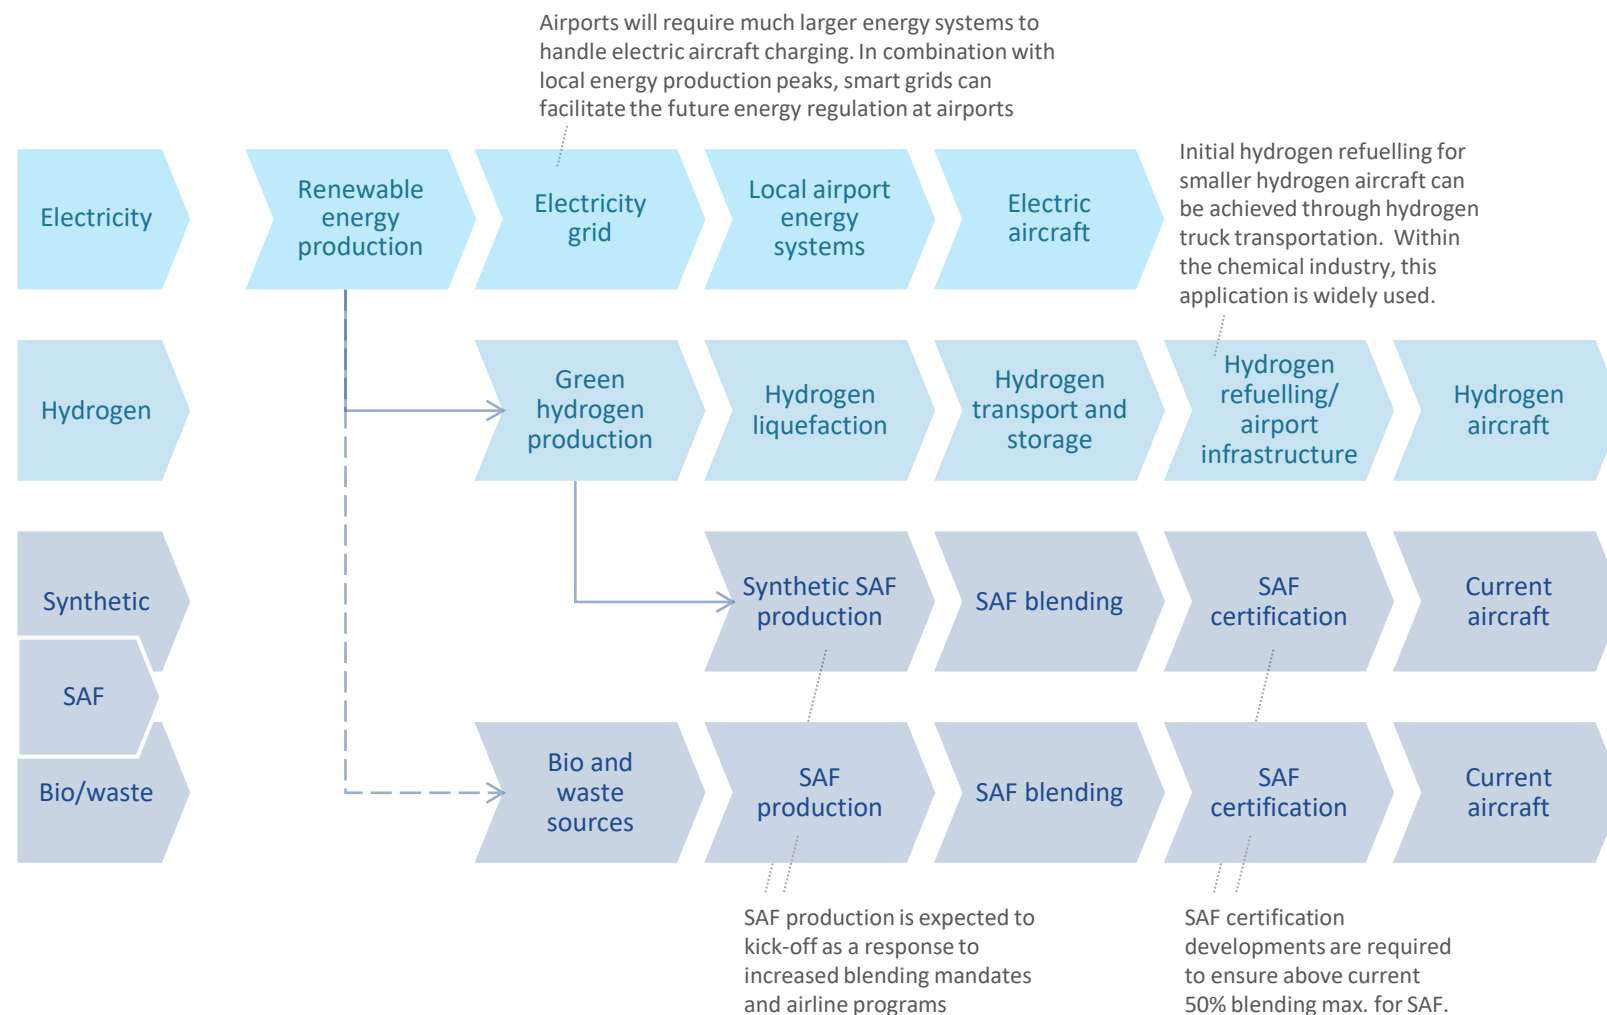 Airports will require much larger energy systems to
handle electric aircraft charging. In combination with
local energy production peaks, smart grids can
facilitate the future energy regulation at airports
Electricity
Renewable
energy
production
Electricity
grid
Local airport
energy
systems
Electric
aircraft
Initial hydrogen refuelling for
smaller hydrogen aircraft can
be achieved through hydrogen
truck transportation. Within
the chemical industry, this
application is widely used.
Hydrogen
Green
hydrogen
production
Hydrogen
liquefaction
Hydrogen
transport and
storage
Hydrogen
refuelling/
airport
infrastructure
Hydrogen
aircraft
Synthetic
Synthetic SAF
production
SAF blending
SAF
certification
Current
aircraft
SAF
Bio/waste
Bio and
waste
sources
SAF
production
SAF blending
SAF
certification
Current
aircraft
SAF production is expected to
kick-off as a response to
increased blending mandates
and airline programs
SAF certification
developments are required
to ensure above current
50% blending max. for SAF.